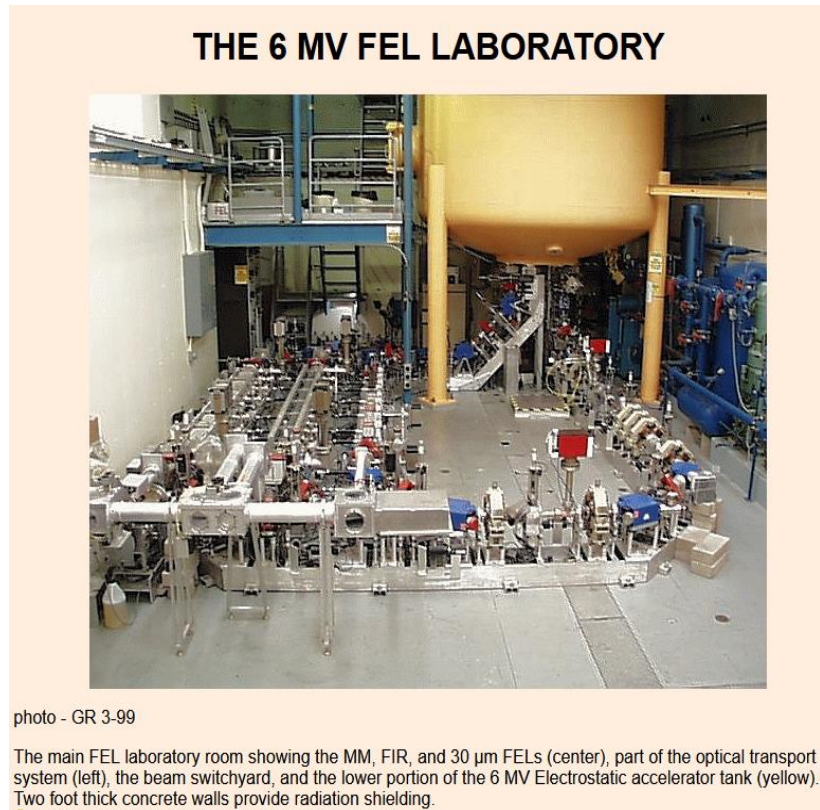 THE 6 MV FEL LABORATORY
FEL
photo - GR 3-99
The main FEL laboratory room showing the MM, FIR, and 30 µm FELs (center), part of the optical transport
system (left), the beam switchyard, and the lower portion of the 6 MV Electrostatic accelerator tank (yellow).
Two foot thick concrete walls provide radiation shielding.